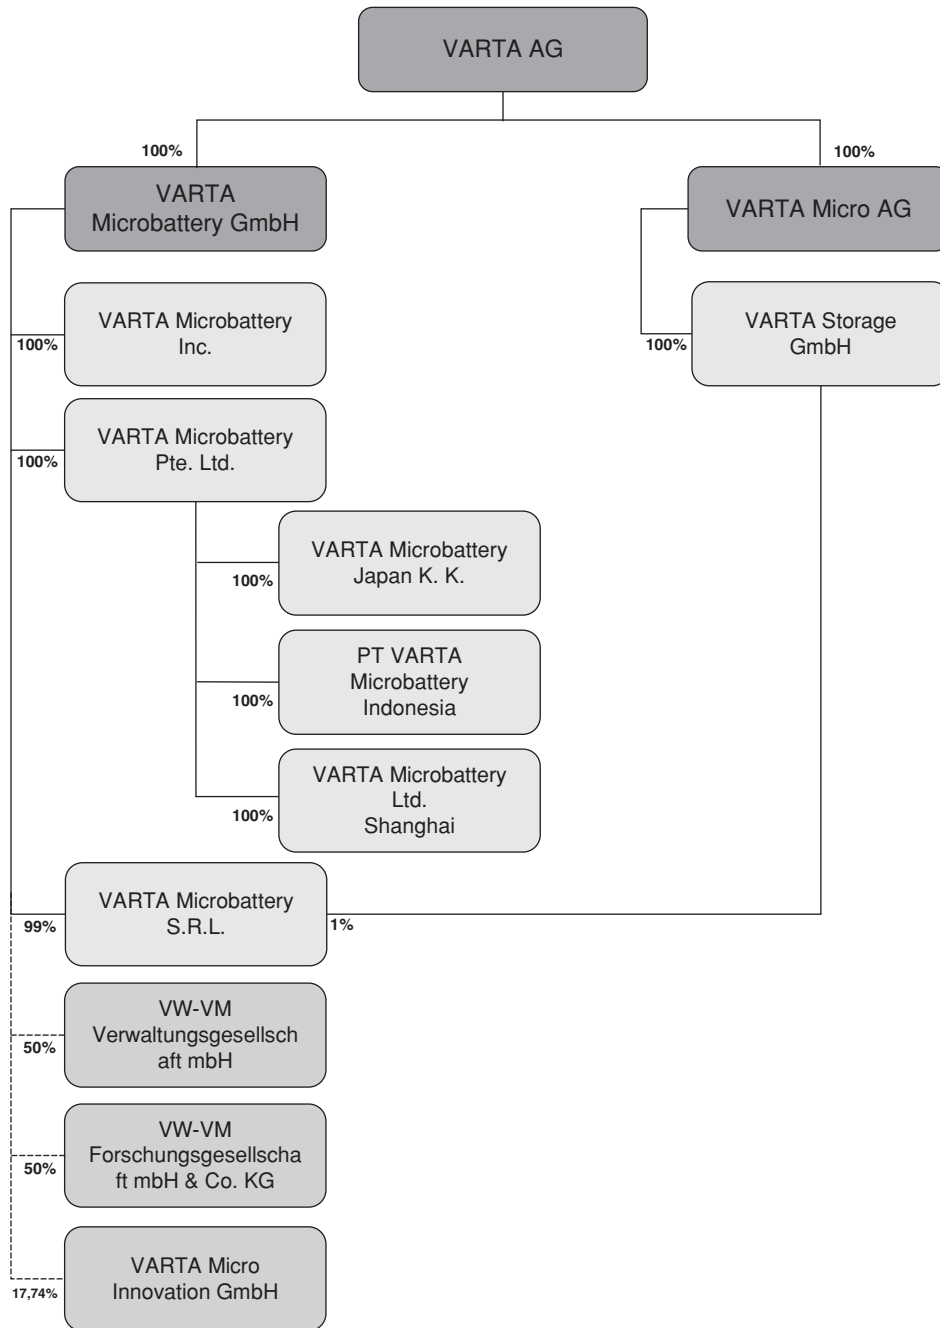 VARTA AG
100%
100%
VARTA
Microbattery GmbH
VARTA Micro AG
VARTA Microbattery
Inc.
100%
VARTA Storage
GmbH
100%
VARTA Microbattery
Pte. Ltd.
100%
VARTA Microbattery
Japan K. K.
100%
PT VARTA
Microbattery
Indonesia
100%
VARTA Microbattery
Ltd.
Shanghai
100%
VARTA Microbattery
S.R.L.
99%
1%
VW-VM
Verwaltungsgesellsch
aft mbH
50%
VW-VM
Forschungsgesellscha
ft mbH & Co. KG
50%
VARTA Micro
Innovation GmbH
17,74%